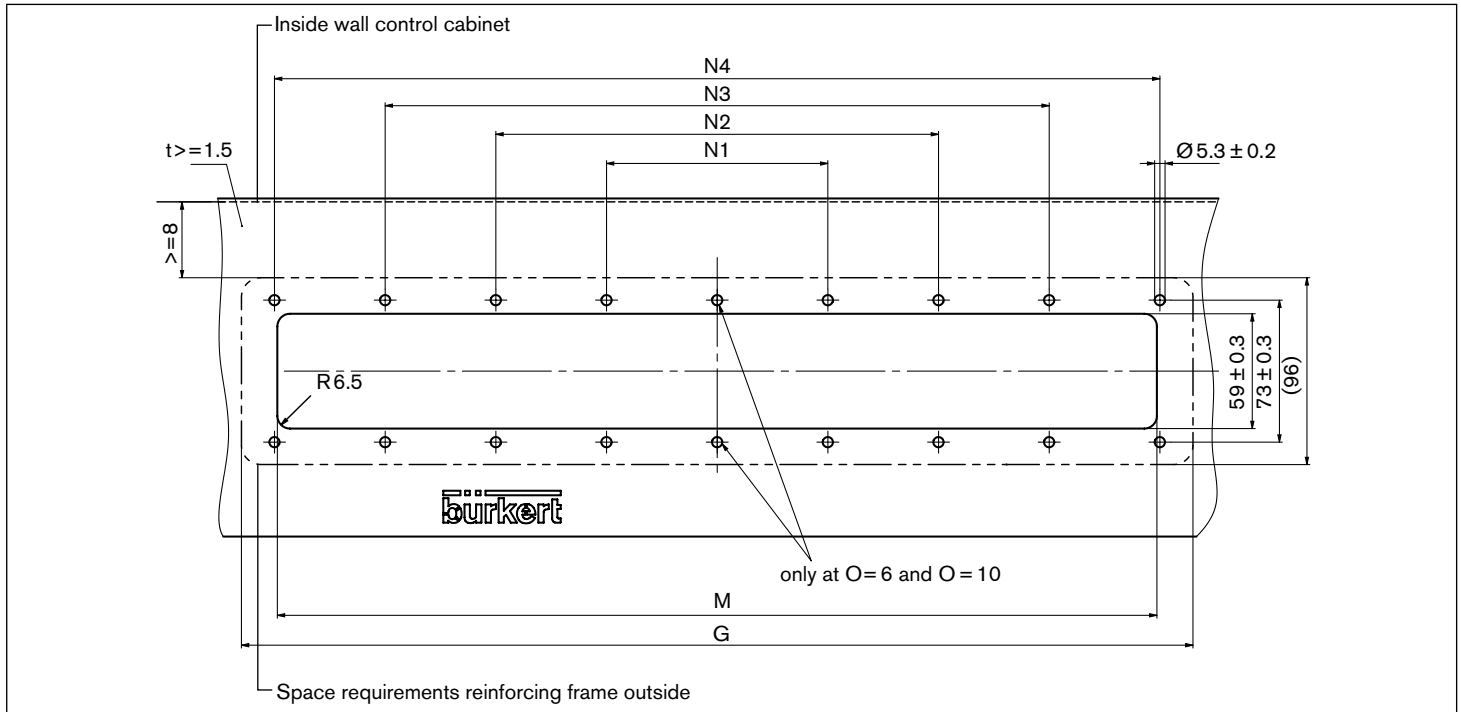 Inside wall control cabinet
N4
N3
N2
N1
t>=1.5
Ø5.3±0.2
>=8
R6.5
59±0.3
73±0.3
(96)
bürkert
only at O=6 and O=10
M
G
Space requirements reinforcing frame outside